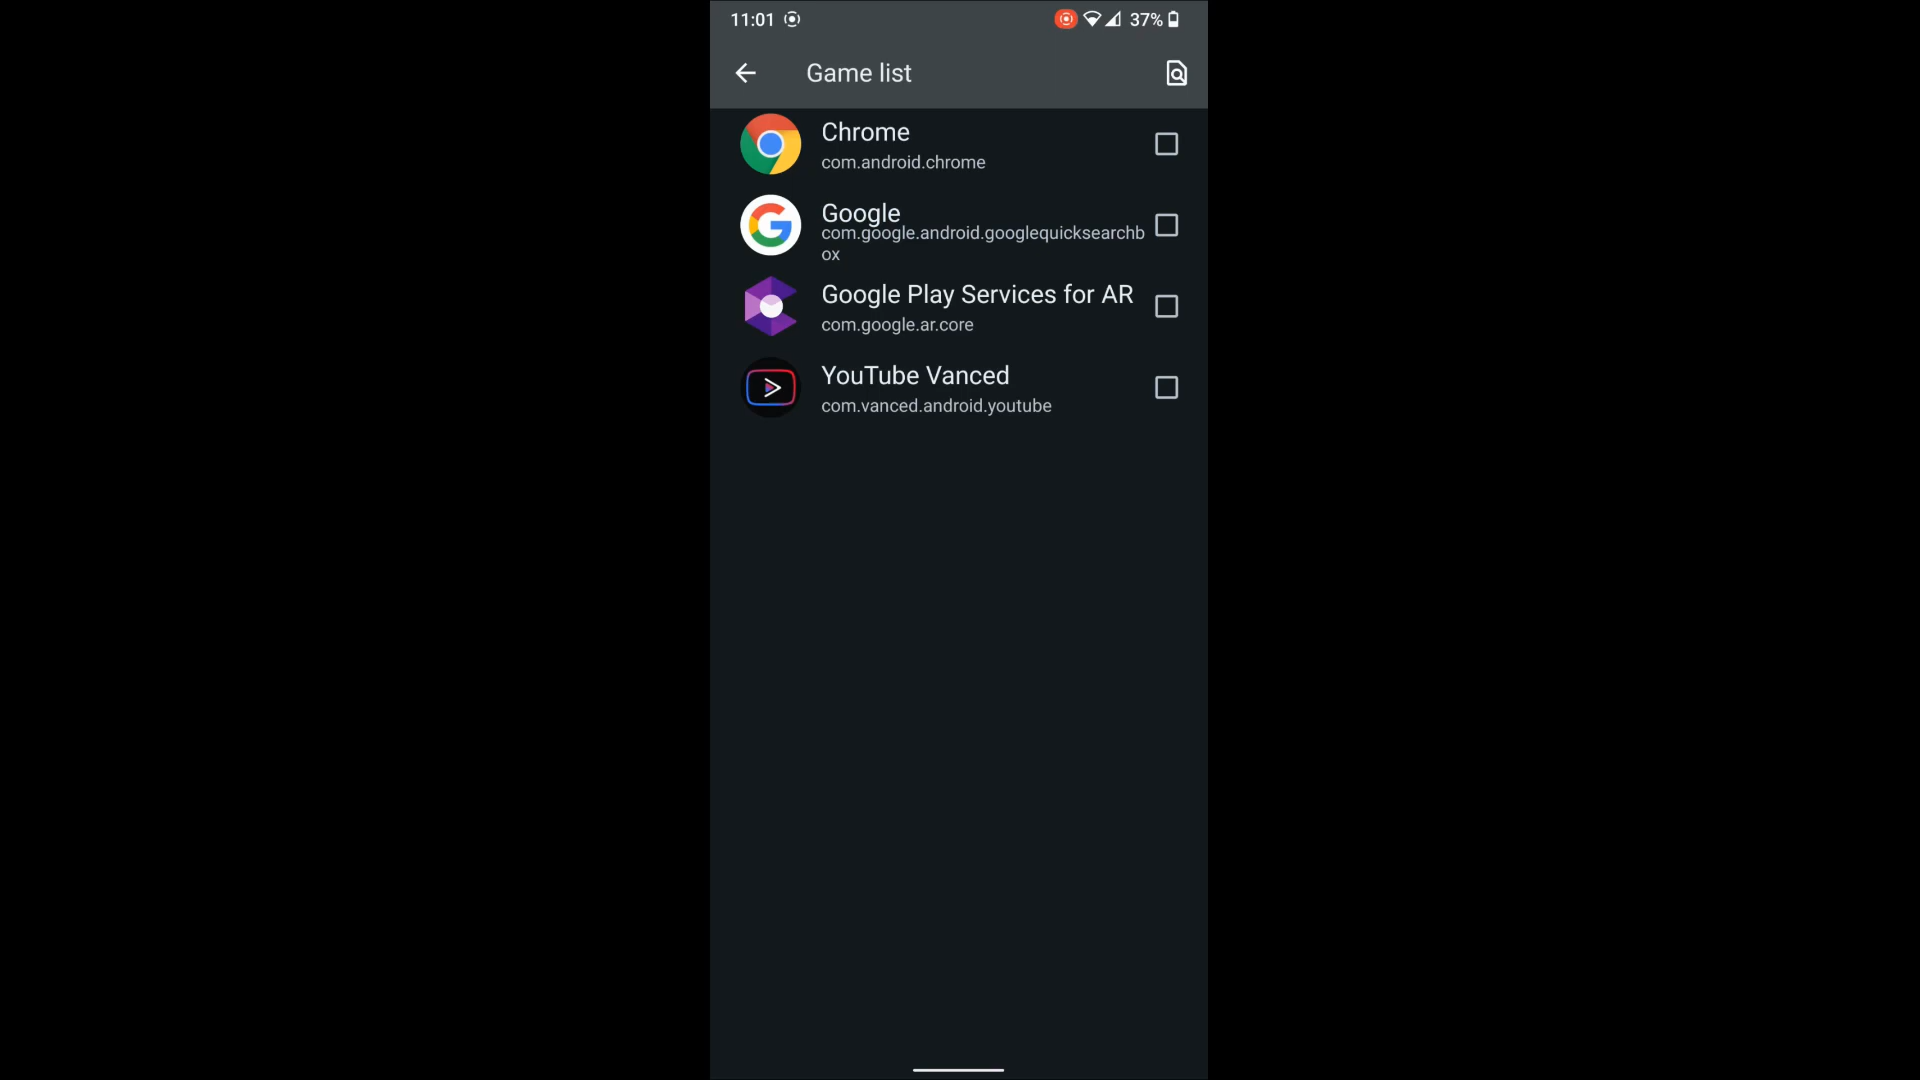 11:01 37%
Game list
Chrome
com.android.chrome
Google
com.google.android.googlequicksearchb
ox
Google Play Services for AR
com.google.ar.core
YouTube Vanced
com.vanced.android.youtube